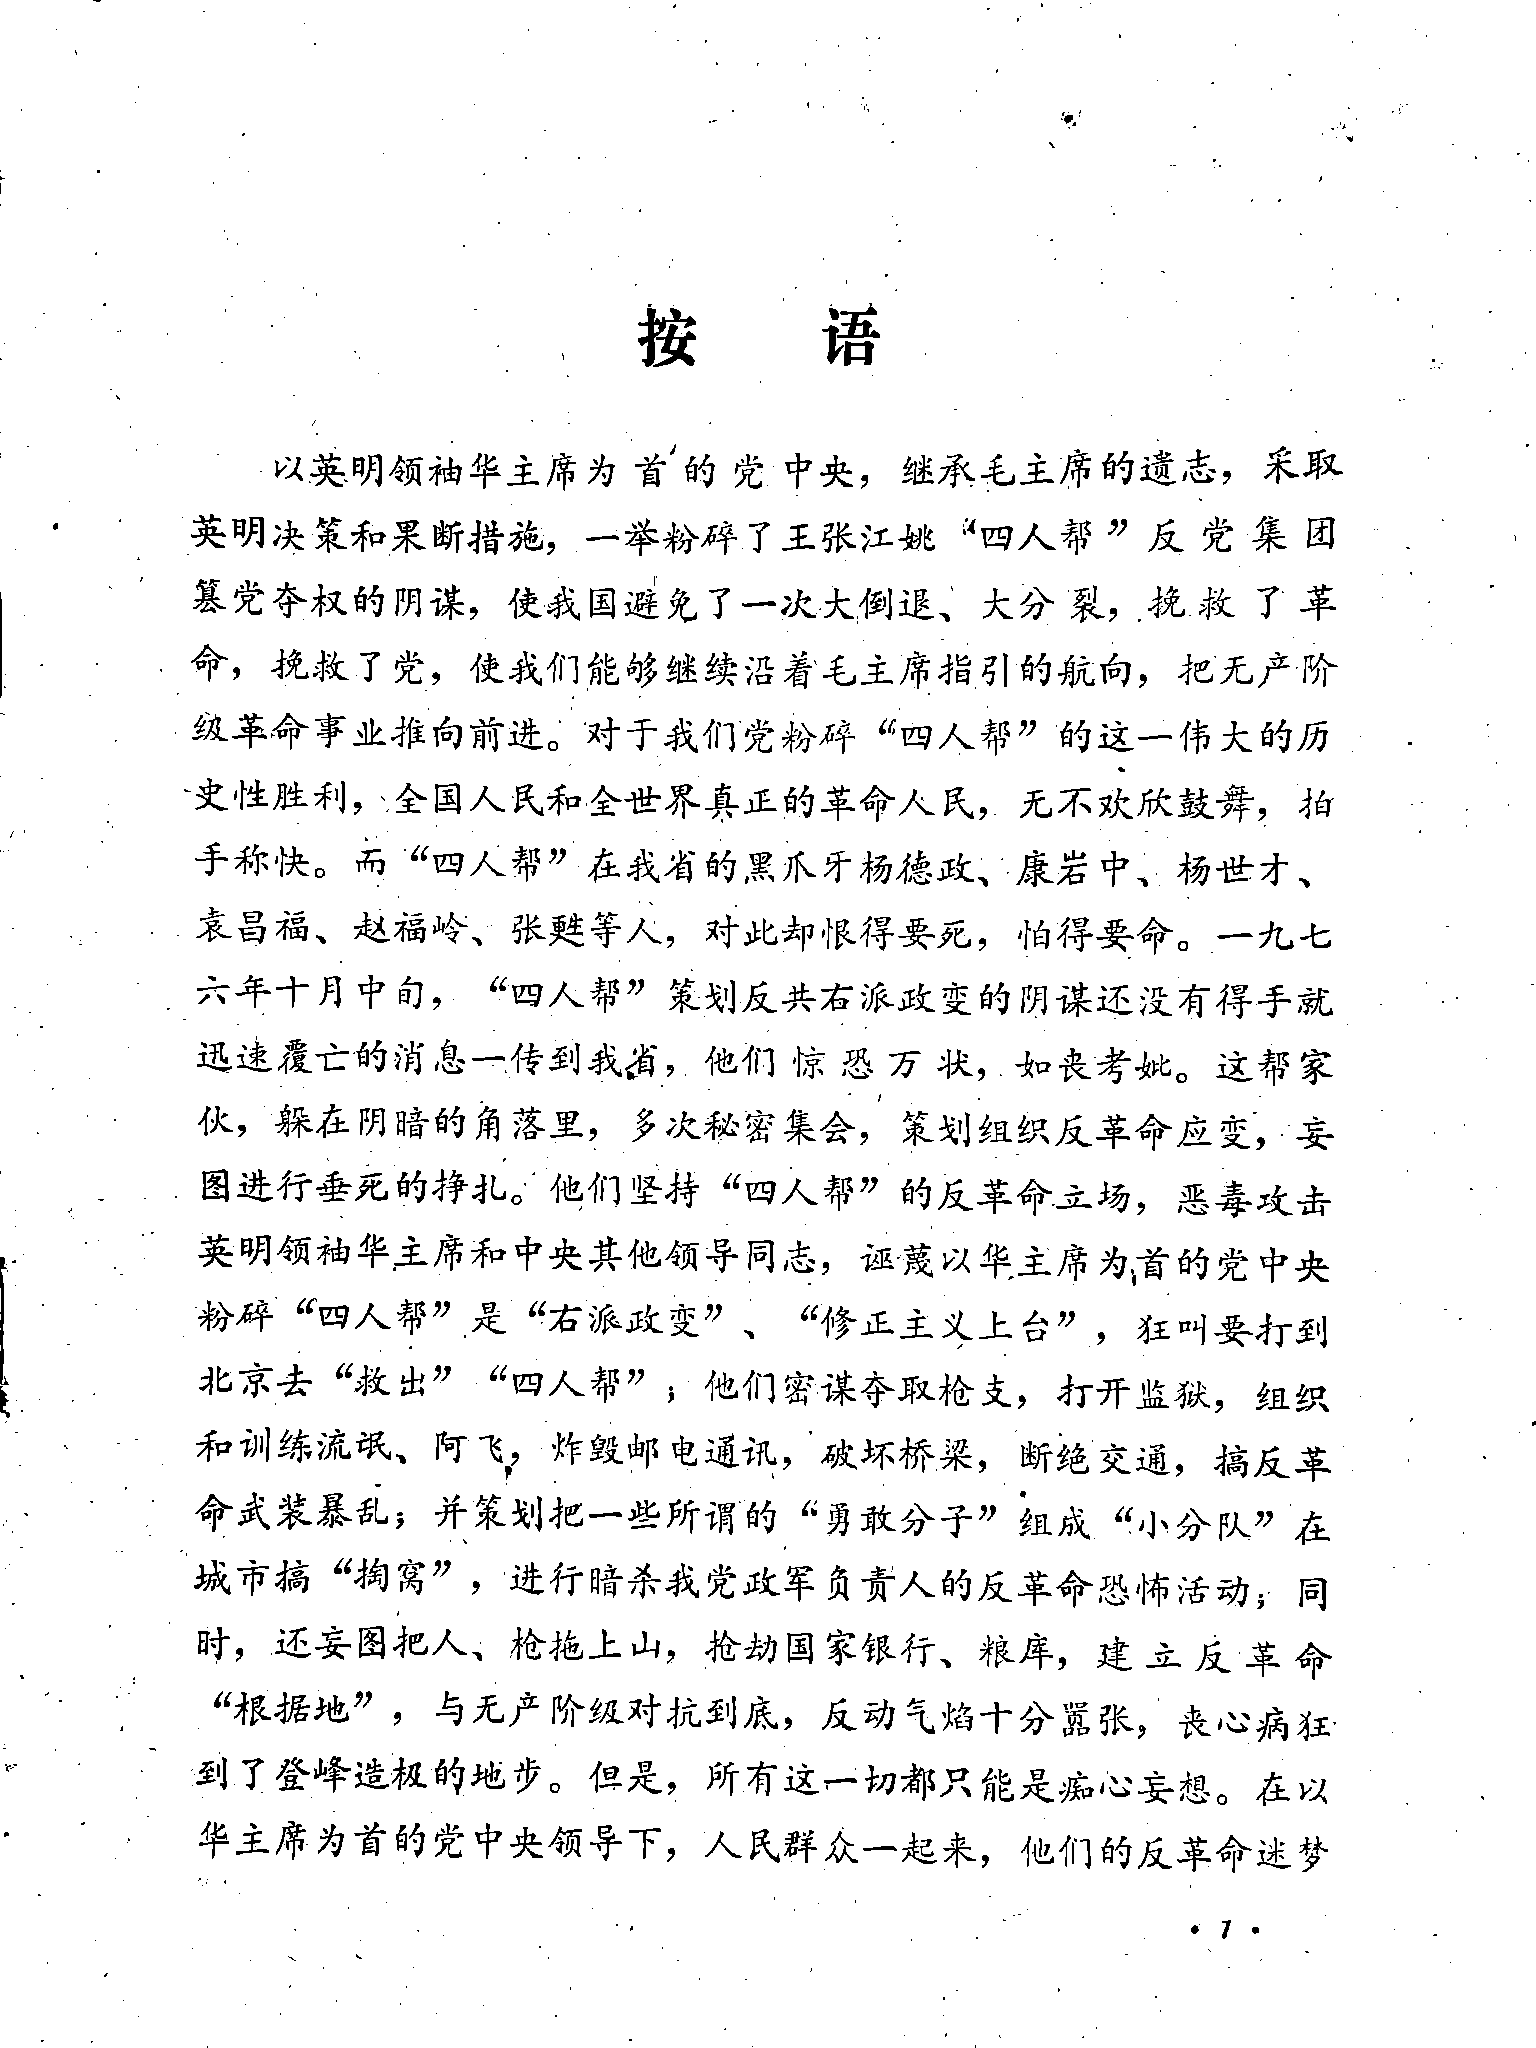 按 语
以英明领袖华主席为首的党中央，继承毛主席的遗志，采取
英明决策和果断措施，一举粉碎了王张江姚“四人帮”反党集团
篡党夺权的阴谋，使我国避免了一次大倒退、大分裂，挽救了革
命，挽救了党，使我们能够继续沿着毛主席指引的航向，把无产阶
级革命事业推向前进。对于我们党粉碎“四人帮”的这一伟大的历
史性胜利，全国人民和全世界真正的革命人民，无不欢欣鼓舞，拍
手称快。而“四人帮”在我省的黑爪牙杨德政、康岩中、杨世才、
袁昌福、赵福岭、张甦等人，对此却恨得要死，怕得要命。一九七
六年十月中旬，“四人帮”策划反共右派政变的阴谋还没有得手就
迅速覆亡的消息一传到我省，他们惊恐万状，如丧考妣。这帮家
伙，躲在阴暗的角落里，多次秘密集会，策划组织反革命应变，妄
图进行垂死的挣扎。他们坚持“四人帮”的反革命立场，恶毒攻击
英明领袖华主席和中央其他领导同志，诬蔑以华主席为首的党中央
粉碎“四人帮”是“右派政变”、“修正主义上台”，狂叫要打到
北京去“救出”“四人帮”；他们密谋夺取枪支，打开监狱，组织
和训练流氓、阿飞，炸毁邮电通讯，破坏桥梁，断绝交通，搞反革
命武装暴乱；并策划把一些所谓的“勇敢分子”组成“小分队”在
城市搞“掏窝”，进行暗杀我党政军负责人的反革命恐怖活动；同
时，还妄图把人、枪拖上山，抢劫国家银行、粮库，建立反革命
“根据地”，与无产阶级对抗到底，反动气焰十分嚣张，丧心病狂
到了登峰造极的地步。但是，所有这一切都只能是痴心妄想。在以
华主席为首的党中央领导下，人民群众一起来，他们的反革命迷梦
• 1 •